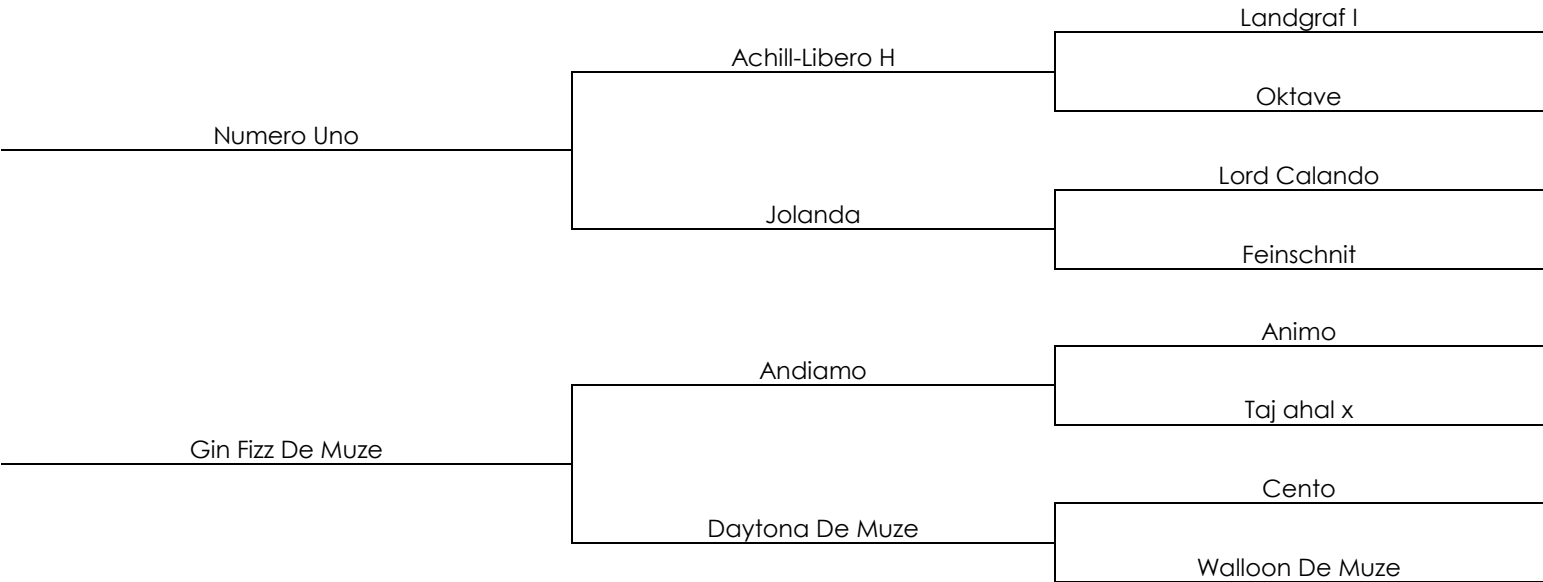 Landgraf I
Achill-Libero H
Oktave
Numero Uno
Lord Calando
Jolanda
Feinschnit
Animo
Andiamo
Taj ahal x
Gin Fizz De Muze
Cento
Daytona De Muze
Walloon De Muze